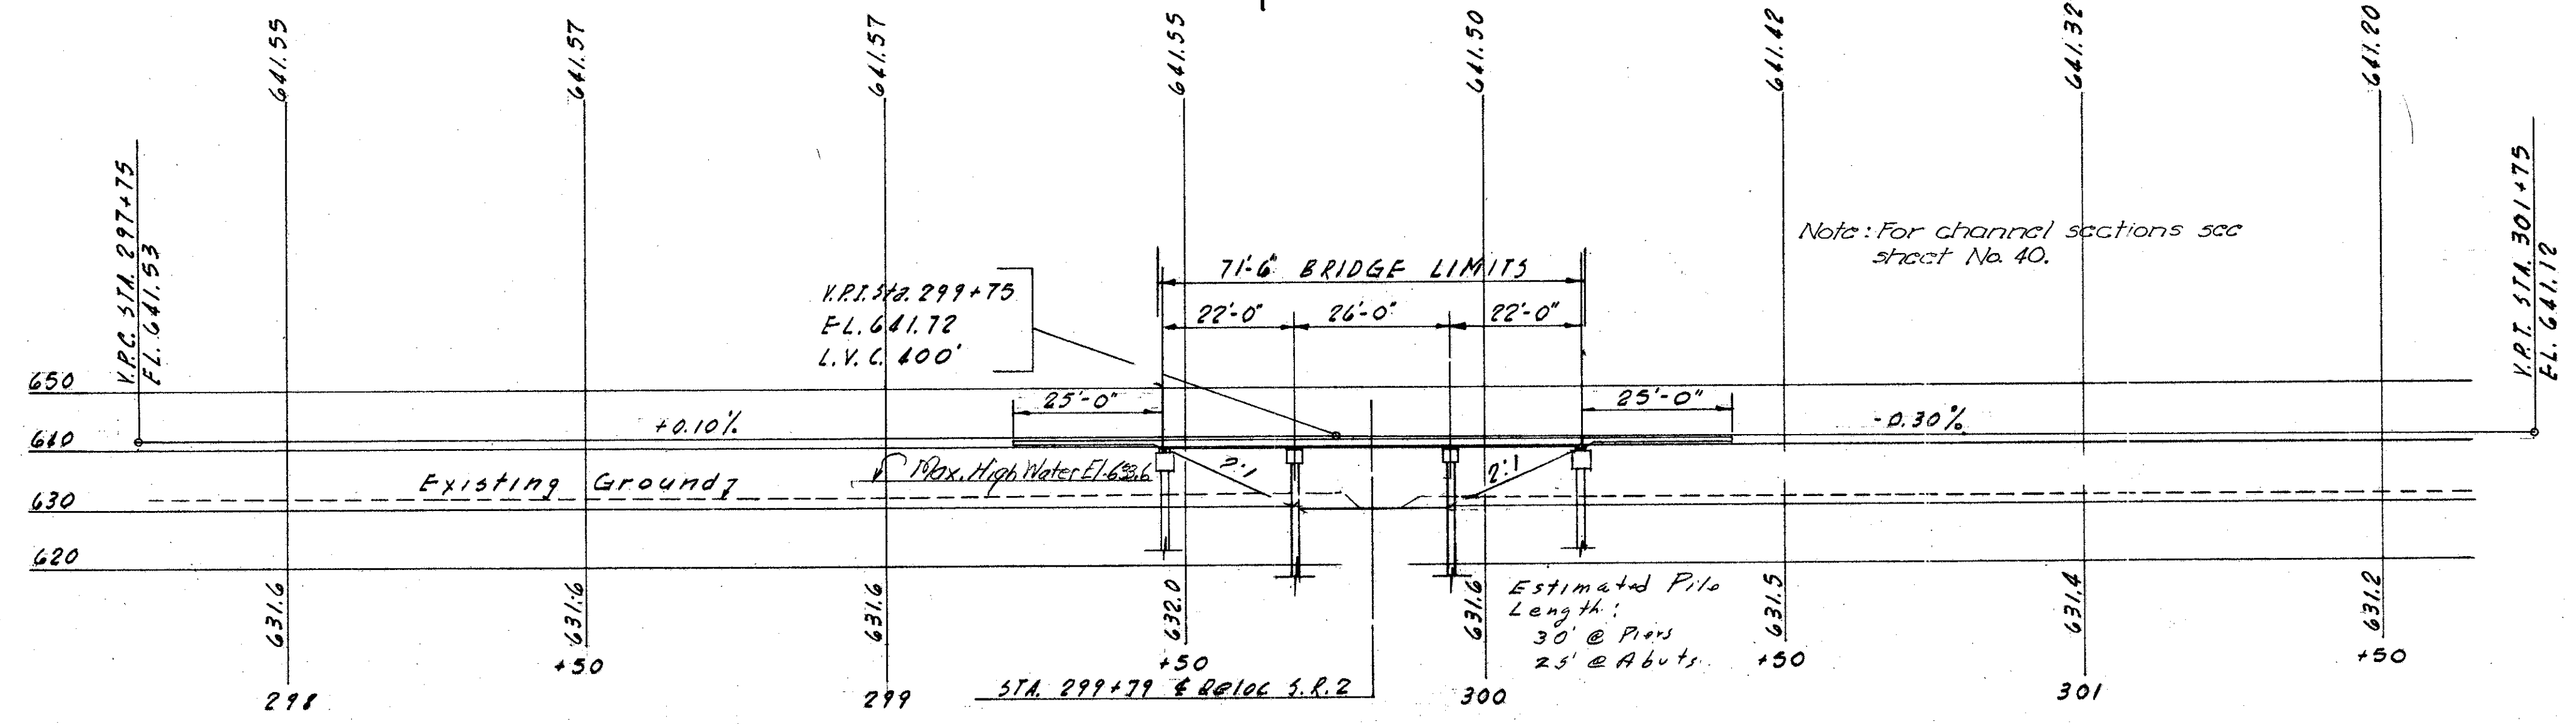 641.55
641.57
641.57
641.55
641.50
641.42
641.32
641.20
V.P.C. STA. 297+75
EL. 641.53
V.P.T. STA. 301+75
EL. 641.12
Note: For channel sections see
sheet No. 40.
71'-6" BRIDGE LIMITS
V.P.I. Sta. 299+75
EL. 641.72
L.V.C. 400'
22'-0"
26'-0"
22'-0"
650
25'-0"
25'-0"
+0.10%
-0.30%
640
Max. High Water El.
2:1
2:1
Existing Ground
630
620
631.6
631.6
631.6
632.0
631.6
631.5
631.4
631.2
Estimated Pile
Length:
30' @ Piers
25' @ Abuts.
+50
+50
+50
+50
STA. 299+79 ℄ Reloc S.R. 2
298
299
300
301